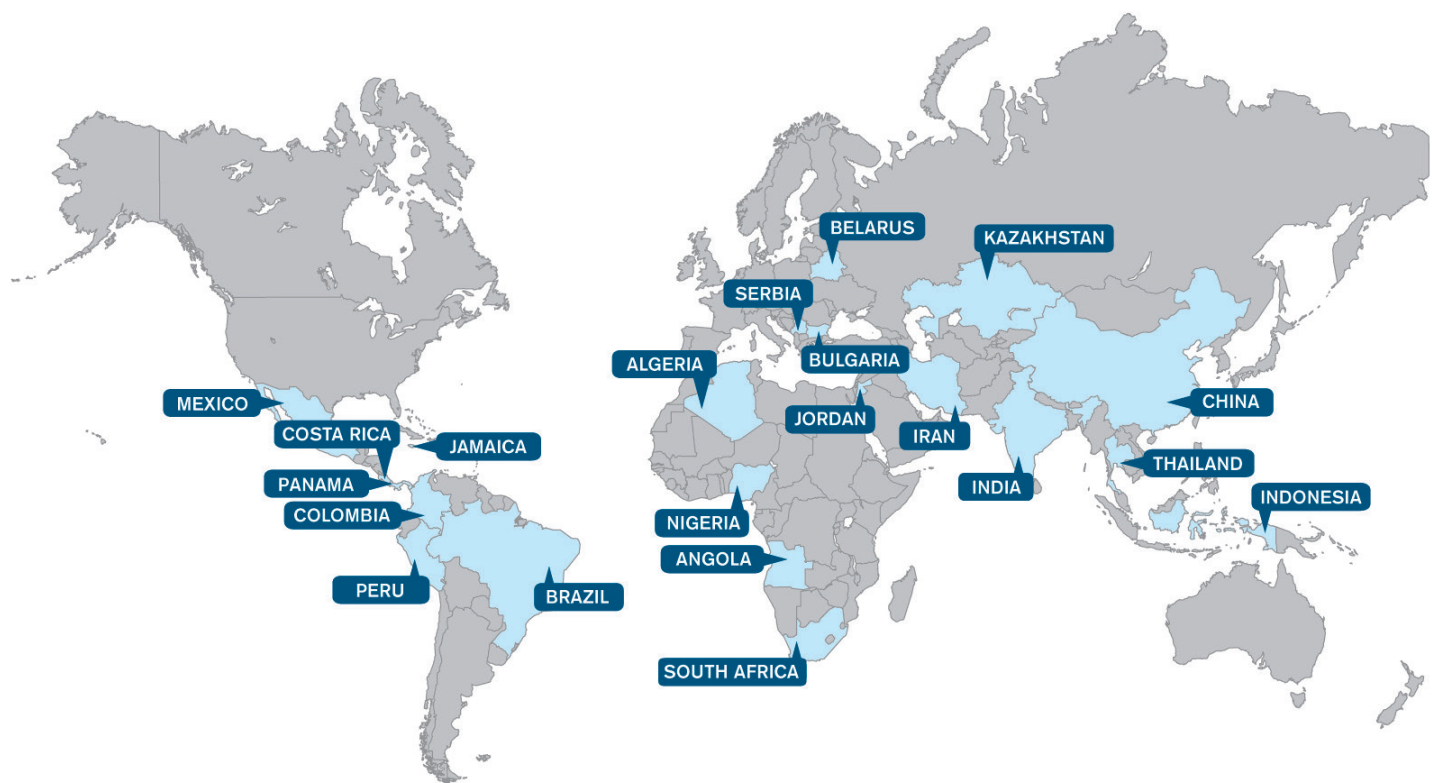 BELARUS
KAZAKHSTAN
SERBIA
BULGARIA
ALGERIA
MEXICO
JORDAN
IRAN
CHINA
COSTA RICA
JAMAICA
THAILAND
PANAMA
INDIA
INDONESIA
COLOMBIA
NIGERIA
ANGOLA
PERU
BRAZIL
SOUTH AFRICA